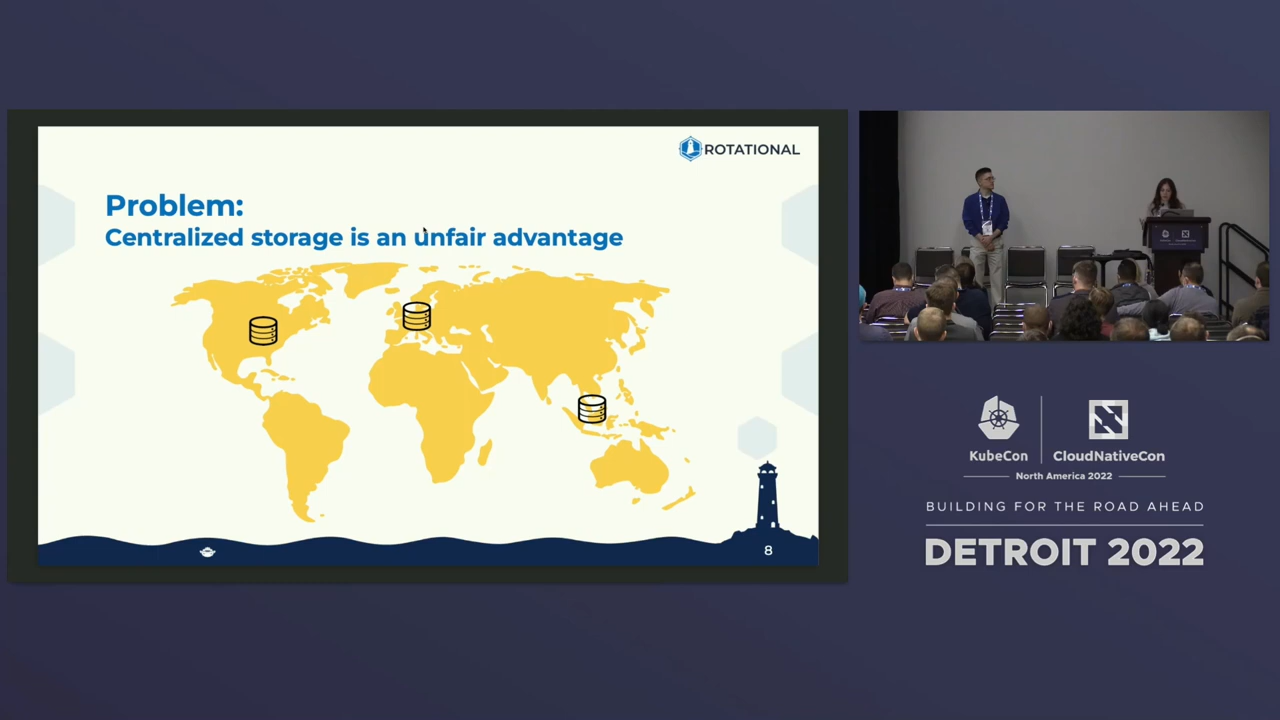 ROTATIONAL
Problem:
Centralized storage is an unfair advantage
8
KubeCon
CloudNativeCon
North America 2022
BUILDING FOR THE ROAD AHEAD
DETROIT 2022